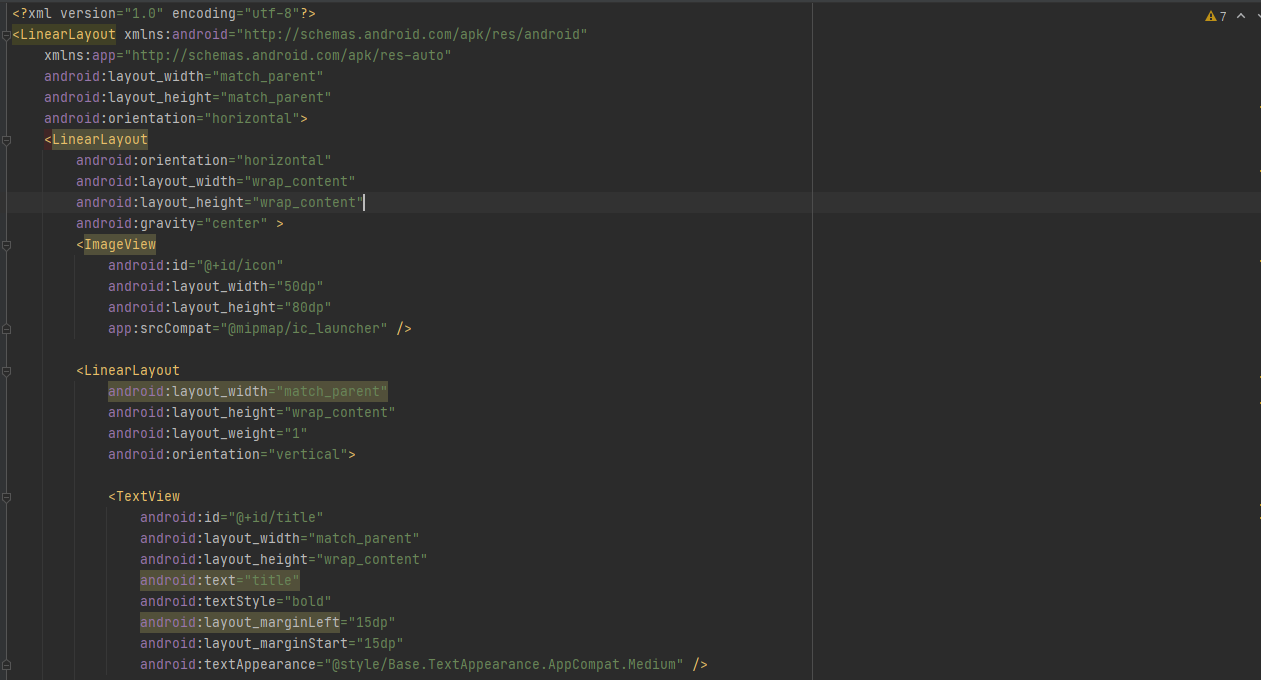 <?xml version="1.0" encoding="utf-8"?>
7
<LinearLayout xmlns:android="http://schemas.android.com/apk/res/android"
    xmlns:app="http://schemas.android.com/apk/res-auto"
    android:layout_width="match_parent"
    android:layout_height="match_parent"
    android:orientation="horizontal">
    <LinearLayout
        android:orientation="horizontal"
        android:layout_width="wrap_content"
        android:layout_height="wrap_content"
        android:gravity="center" >
        <ImageView
            android:id="@+id/icon"
            android:layout_width="50dp"
            android:layout_height="80dp"
            app:srcCompat="@mipmap/ic_launcher" />

        <LinearLayout
            android:layout_width="match_parent"
            android:layout_height="wrap_content"
            android:layout_weight="1"
            android:orientation="vertical">

            <TextView
                android:id="@+id/title"
                android:layout_width="match_parent"
                android:layout_height="wrap_content"
                android:text="title"
                android:textStyle="bold"
                android:layout_marginLeft="15dp"
                android:layout_marginStart="15dp"
                android:textAppearance="@style/Base.TextAppearance.AppCompat.Medium" />